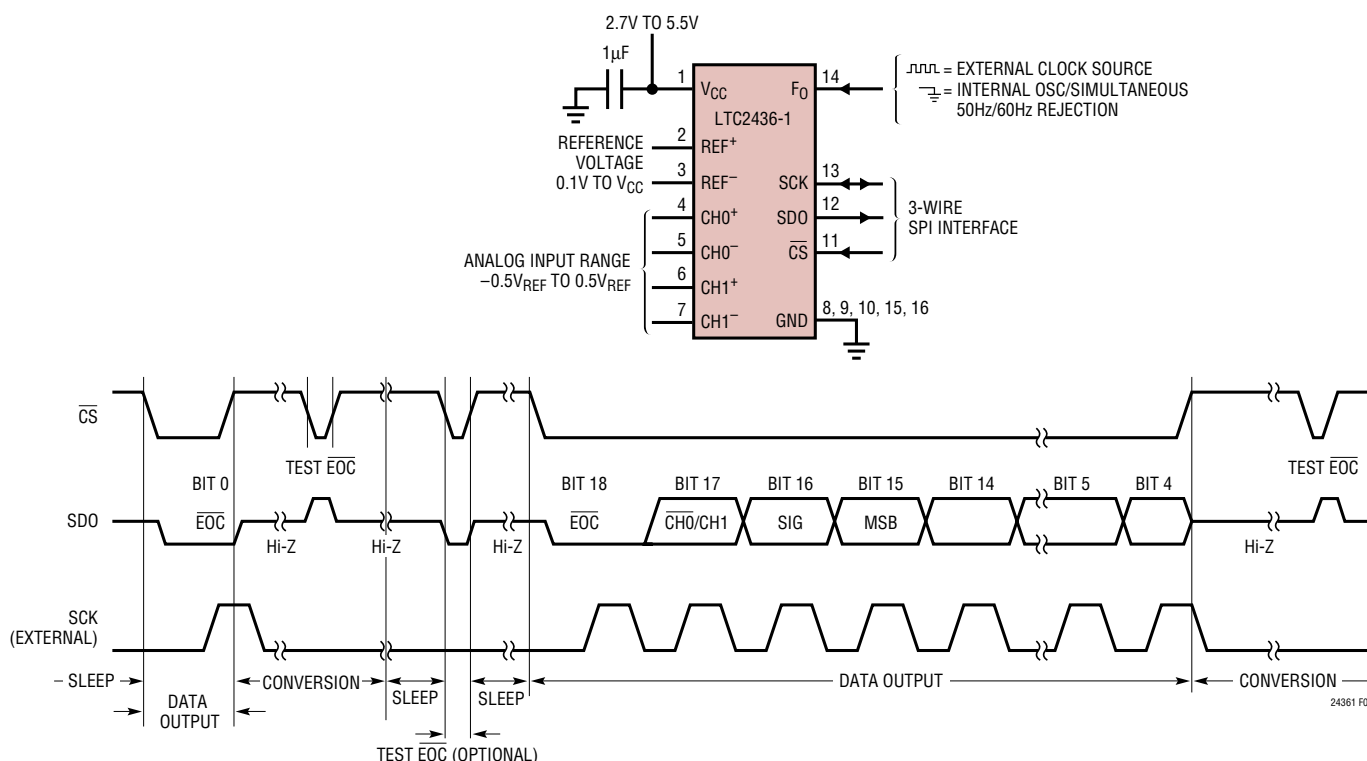 2.7V TO 5.5V
1µF
1
VCC
FO
14
= EXTERNAL CLOCK SOURCE
= INTERNAL OSC/SIMULTANEOUS
50Hz/60Hz REJECTION
LTC2436-1
REFERENCE
VOLTAGE
0.1V TO VCC
2
REF+
3
REF–
SCK
13
4
CH0+
SDO
12
3-WIRE
SPI INTERFACE
5
CH0–
CS
11
ANALOG INPUT RANGE
–0.5VREF TO 0.5VREF
6
CH1+
7
CH1–
GND
8, 9, 10, 15, 16
CS
TEST EOC
TEST EOC
BIT 0
BIT 18
BIT 17
BIT 16
BIT 15
BIT 14
BIT 5
BIT 4
SDO
EOC
EOC
CH0/CH1
SIG
MSB
Hi-Z
Hi-Z
Hi-Z
Hi-Z
SCK
(EXTERNAL)
SLEEP
DATA
OUTPUT
CONVERSION
SLEEP
SLEEP
DATA OUTPUT
CONVERSION
24361 F0
TEST EOC (OPTIONAL)